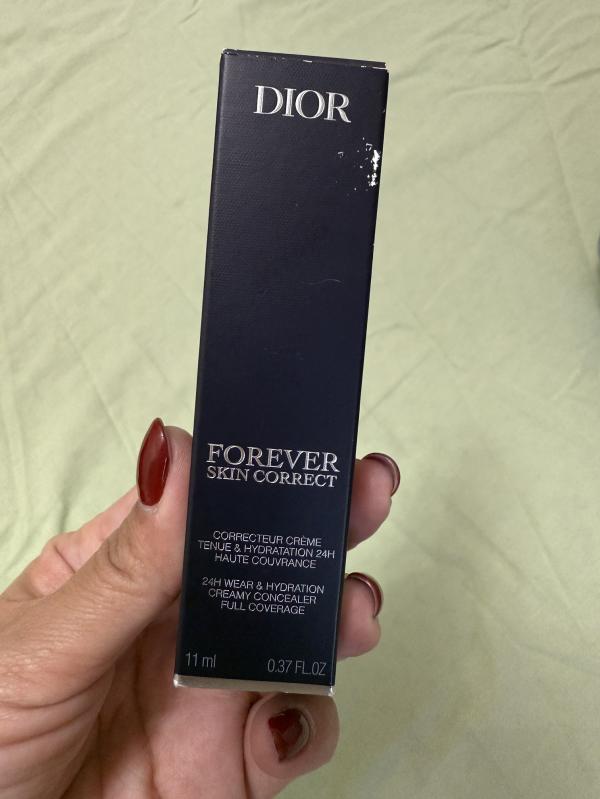 DIOR
FOREVER
SKIN CORRECT
CORRECTEUR CRÈME
TENUE & HYDRATATION 24H
HAUTE COUVRANCE
24H WEAR & HYDRATION
CREAMY CONCEALER
FULL COVERAGE
11 ml 0.37 FL.OZ